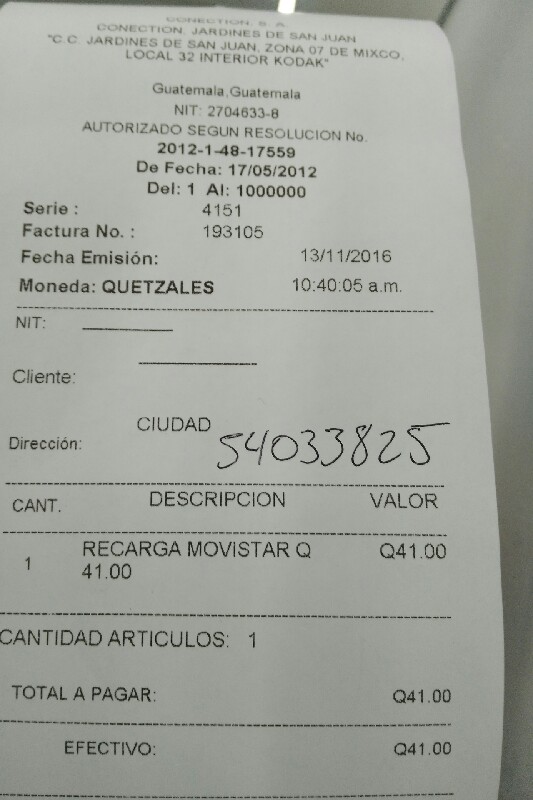 CONECTION, S. A.
CONECTION, JARDINES DE SAN JUAN
"C.C. JARDINES DE SAN JUAN, ZONA 07 DE MIXCO,
LOCAL 32 INTERIOR KODAK"
Guatemala,Guatemala
NIT: 2704633-8
AUTORIZADO SEGUN RESOLUCION No.
2012-1-48-17559
De Fecha: 17/05/2012
Del: 1 Al: 1000000
Serie : 4151
Factura No. : 193105
Fecha Emisión: 13/11/2016
Moneda: QUETZALES 10:40:05 a.m.
NIT:
Cliente:
Dirección: CIUDAD 54033825
CANT. DESCRIPCION VALOR
1 RECARGA MOVISTAR Q Q41.00
41.00
CANTIDAD ARTICULOS: 1
TOTAL A PAGAR: Q41.00
EFECTIVO: Q41.00